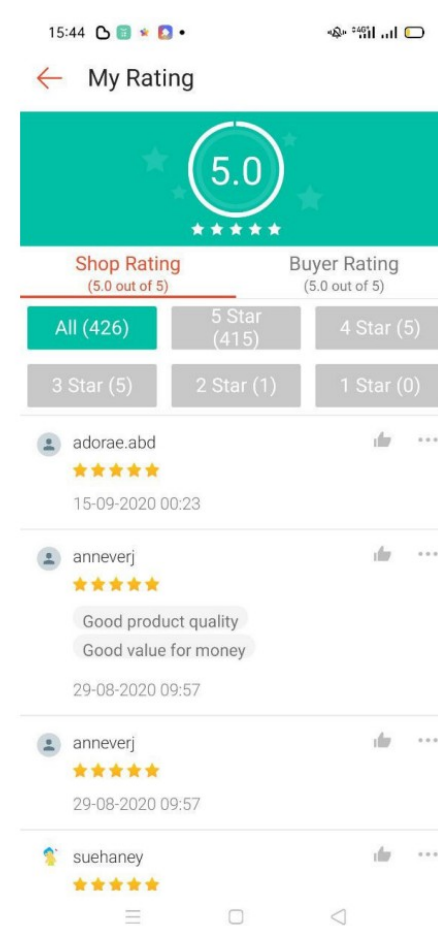 15:44
My Rating
5.0
Shop Rating
(5.0 out of 5)
Buyer Rating
(5.0 out of 5)
All (426)
5 Star
(415)
4 Star (5)
3 Star (5)
2 Star (1)
1 Star (0)
adorae.abd
15-09-2020 00:23
anneverj
Good product quality
Good value for money
29-08-2020 09:57
anneverj
29-08-2020 09:57
suehaney